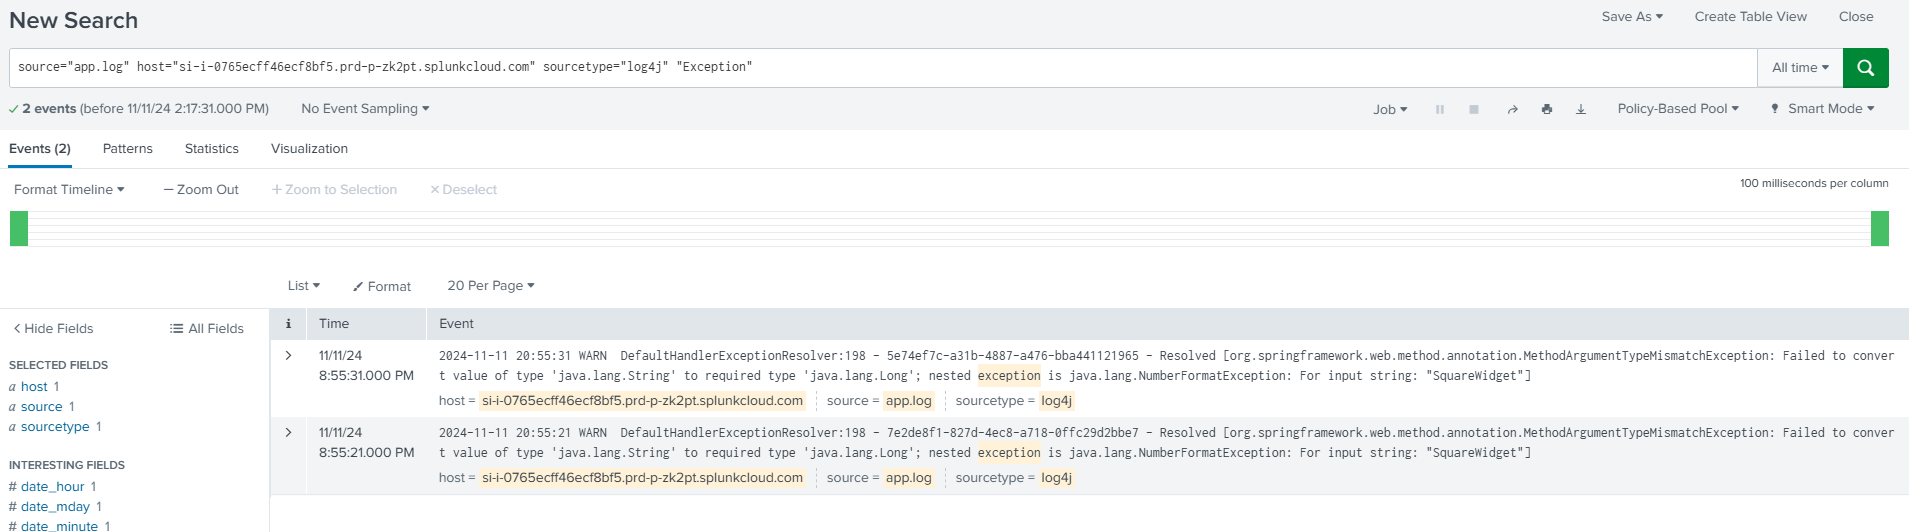 New Search
Save As
Create Table View
Close
source="app.log" host="si-i-0765ecff46ecf8bf5.prd-p-zk2pt.splunkcloud.com" sourcetype="log4j" "Exception"
All time
2 events (before 11/11/24 2:17:31.000 PM)
No Event Sampling
Job
Policy-Based Pool
Smart Mode
Events (2)
Patterns
Statistics
Visualization
Format Timeline
– Zoom Out
+ Zoom to Selection
× Deselect
100 milliseconds per column
List
Format
20 Per Page
< Hide Fields
All Fields
SELECTED FIELDS
a host 1
a source 1
a sourcetype 1
INTERESTING FIELDS
# date_hour 1
# date_mday 1
# date_minute 1
i
Time
Event
>
11/11/24
8:55:31.000 PM
2024-11-11 20:55:31 WARN  DefaultHandlerExceptionResolver:198 - 5e74ef7c-a31b-4887-a476-bba441121965 - Resolved [org.springframework.web.method.annotation.MethodArgumentTypeMismatchException: Failed to conver
t value of type 'java.lang.String' to required type 'java.lang.Long'; nested exception is java.lang.NumberFormatException: For input string: "SquareWidget"]
host = si-i-0765ecff46ecf8bf5.prd-p-zk2pt.splunkcloud.com
source = app.log
sourcetype = log4j
>
11/11/24
8:55:21.000 PM
2024-11-11 20:55:21 WARN  DefaultHandlerExceptionResolver:198 - 7e2de8f1-827d-4ec8-a718-0ffc29d2bbe7 - Resolved [org.springframework.web.method.annotation.MethodArgumentTypeMismatchException: Failed to conver
t value of type 'java.lang.String' to required type 'java.lang.Long'; nested exception is java.lang.NumberFormatException: For input string: "SquareWidget"]
host = si-i-0765ecff46ecf8bf5.prd-p-zk2pt.splunkcloud.com
source = app.log
sourcetype = log4j